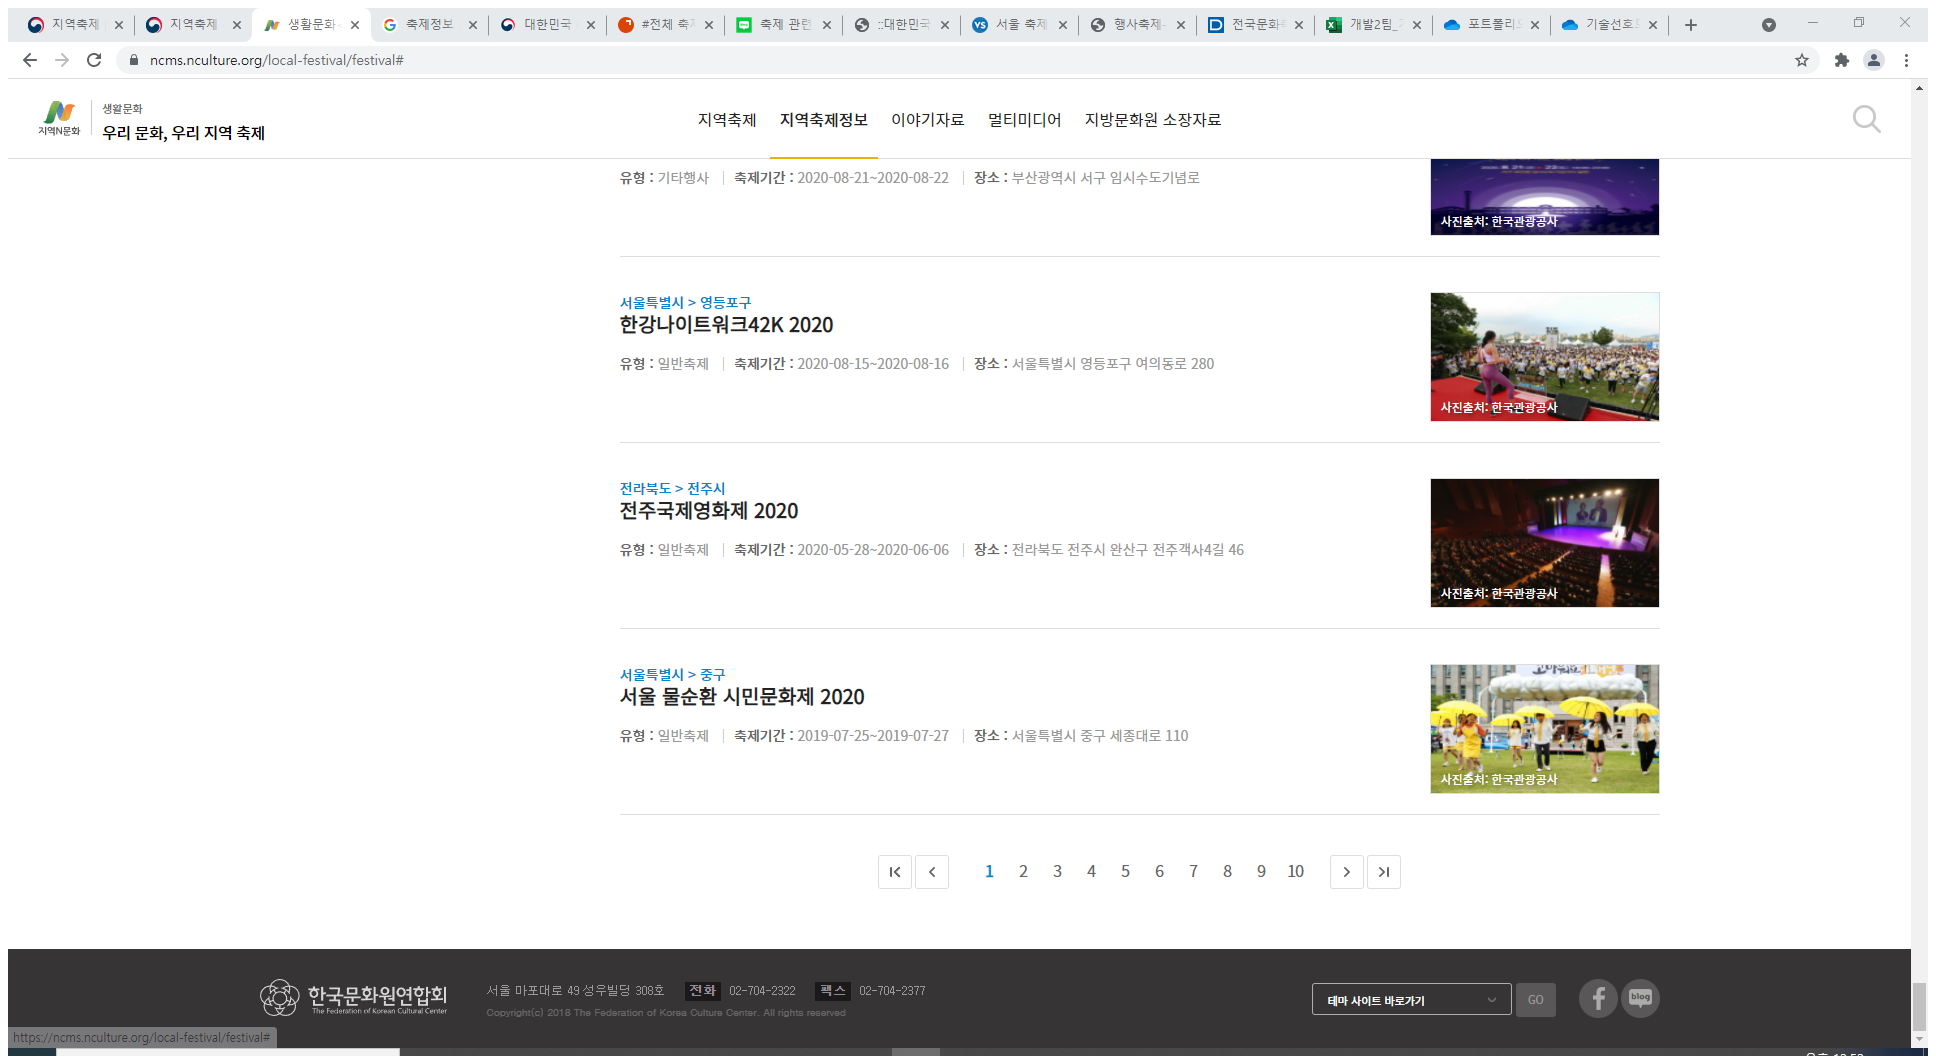 지역축제
지역축제
생활문화-
축제정보
대한민국
#전체 축제
축제 관련
::대한민국
서울 축제
행사축제-
전국문화축
개발2팀_
포트폴리오
기술선호도
ncms.nculture.org/local-festival/festival#
지역N문화
생활문화
우리 문화, 우리 지역 축제
지역축제 지역축제정보 이야기자료 멀티미디어 지방문화원 소장자료
유형 : 기타행사 축제기간 : 2020-08-21~2020-08-22 장소 : 부산광역시 서구 임시수도기념로
사진출처: 한국관광공사
서울특별시 > 영등포구
한강나이트워크42K 2020
유형 : 일반축제 축제기간 : 2020-08-15~2020-08-16 장소 : 서울특별시 영등포구 여의동로 280
사진출처: 한국관광공사
전라북도 > 전주시
전주국제영화제 2020
유형 : 일반축제 축제기간 : 2020-05-28~2020-06-06 장소 : 전라북도 전주시 완산구 전주객사4길 46
사진출처: 한국관광공사
서울특별시 > 중구
서울 물순환 시민문화제 2020
유형 : 일반축제 축제기간 : 2019-07-25~2019-07-27 장소 : 서울특별시 중구 세종대로 110
사진출처: 한국관광공사
1 2 3 4 5 6 7 8 9 10
한국문화원연합회
The Federation of Korean Cultural Center
서울 마포대로 49 성우빌딩 308호 전화 02-704-2322 팩스 02-704-2377
Copyright(c) 2018 The Federation of Korea Culture Center. All rights reserved
테마 사이트 바로가기
GO
blog
https://ncms.nculture.org/local-festival/festival#